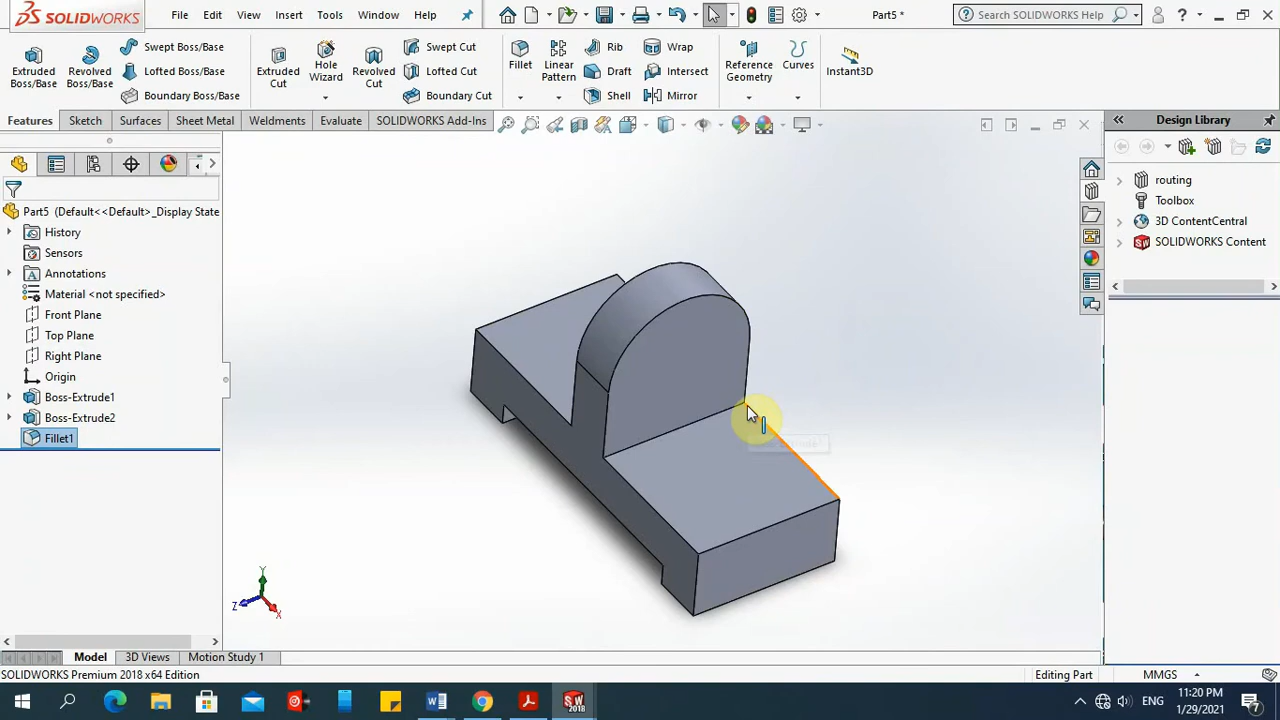 SOLIDWORKS File Edit View Insert Tools Window Help Part5 * Search SOLIDWORKS Help ?
Extruded Boss/Base
Revolved Boss/Base
Swept Boss/Base
Lofted Boss/Base
Boundary Boss/Base
Extruded Cut
Hole Wizard
Revolved Cut
Swept Cut
Lofted Cut
Boundary Cut
Fillet
Linear Pattern
Rib
Draft
Shell
Wrap
Intersect
Mirror
Reference Geometry
Curves
Instant3D
Features Sketch Surfaces Sheet Metal Weldments Evaluate SOLIDWORKS Add-Ins
Design Library
Part5 (Default<<Default>_Display State
History
Sensors
Annotations
Material <not specified>
Front Plane
Top Plane
Right Plane
Origin
Boss-Extrude1
Boss-Extrude2
Fillet1
routing
Toolbox
3D ContentCentral
SOLIDWORKS Content
Y
Z
X
Model 3D Views Motion Study 1
SOLIDWORKS Premium 2018 x64 Edition Editing Part MMGS
SW 2018
ENG
11:20 PM
1/29/2021
7